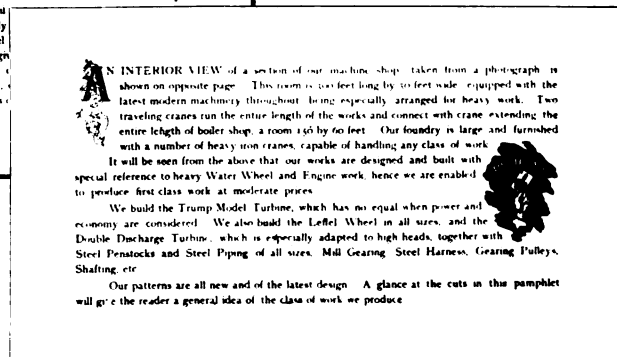 AN INTERIOR VIEW of a section of our machine shop taken from a photograph is
shown on opposite page This room is feet long by feet wide equipped with the
latest modern machinery throughout being especially arranged for heavy work. Two
traveling cranes run the entire length of the works and connect with crane extending the
entire length of boiler shop, a room 156 by 60 feet Our foundry is large and furnished
with a number of heavy iron cranes, capable of handling any class of work
It will be seen from the above that our works are designed and built with
special reference to heavy Water Wheel and Engine work, hence we are enabled
to produce first class work at moderate prices
We build the Trump Model Turbine, which has no equal when power and
economy are considered We also build the Leffel Wheel in all sizes, and the
Double Discharge Turbine, which is especially adapted to high heads, together with
Steel Penstocks and Steel Piping of all sizes, Mill Gearing Steel Harness, Gearing Pulleys,
Shafting, etc
Our patterns are all new and of the latest design A glance at the cuts in this pamphlet
will give the reader a general idea of the class of work we produce